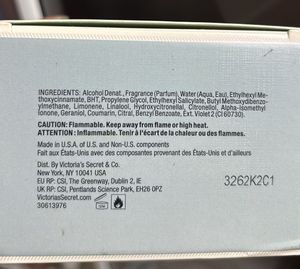 INGREDIENTS: Alcohol Denat., Fragrance (Parfum), Water (Aqua, Eau), Ethylhexyl Me-
thoxycinnamate, BHT, Propylene Glycol, Ethylhexyl Salicylate, Butyl Methoxydibenzo-
ylmethane, Limonene, Linalool, Hydroxycitronellal, Citronellol, Alpha-Isomethyl
Ionone, Geraniol, Coumarin, Citral, Benzyl Benzoate, Ext. Violet 2 (CI 60730).
CAUTION: Flammable. Keep away from flame or high heat.
ATTENTION : Inflammable. Tenir à l'écart de la chaleur ou des flammes.
Made in U.S.A. of U.S. and Non-U.S. components
Fait aux États-Unis avec des composantes provenant des États-Unis et d'ailleurs
Dist. By Victoria's Secret & Co.
New York, NY 10041 USA
EU RP: CSI, The Greenway, Dublin 2, IE
UK RP: CSI, Pentlands Science Park, EH26 0PZ
VictoriasSecret.com
30613976
3262K2C1